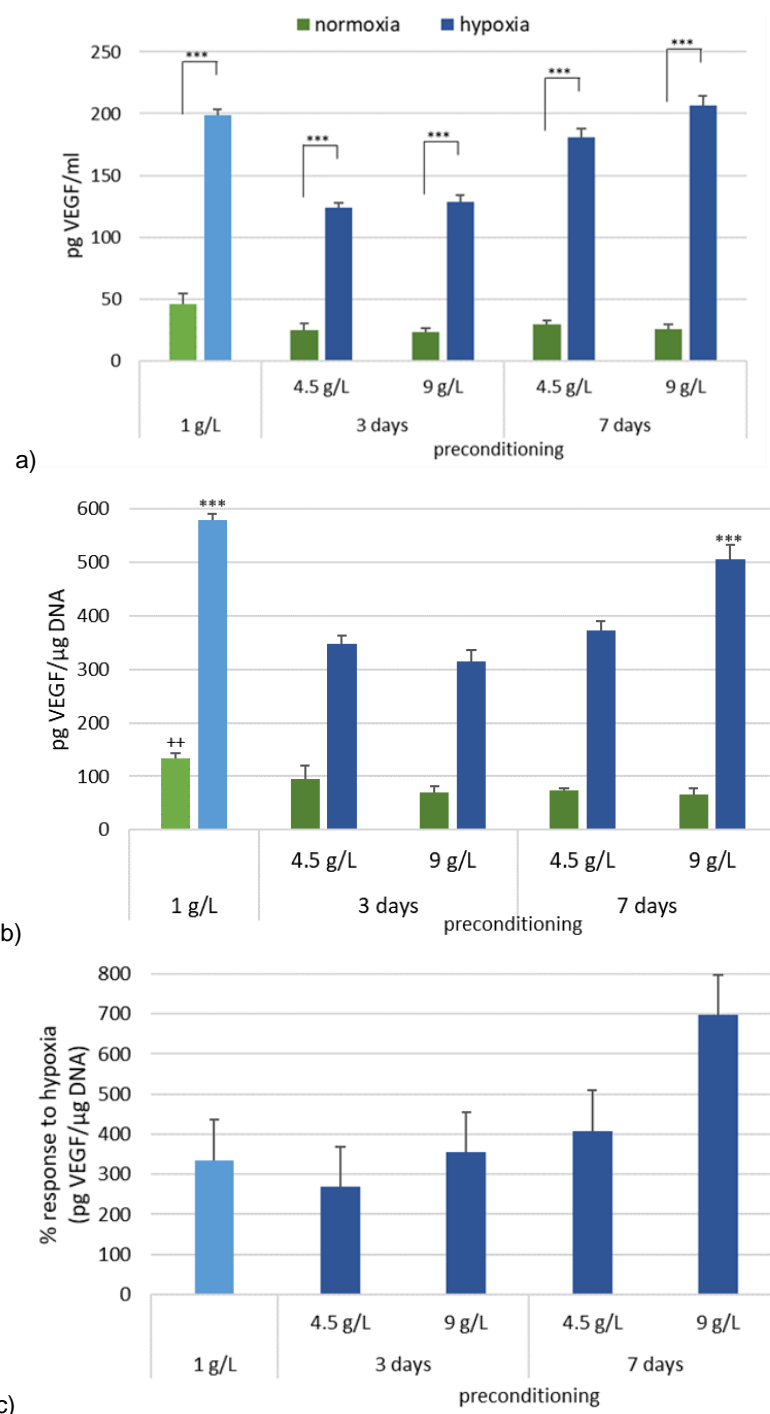 normoxia hypoxia
250
200
150
100
50
0
pg VEGF/ml
***
***
***
***
***
4.5 g/L 9 g/L 4.5 g/L 9 g/L
1 g/L 3 days 7 days
preconditioning
a)
600
500
400
300
200
100
0
pg VEGF/µg DNA
***
***
++
4.5 g/L 9 g/L 4.5 g/L 9 g/L
1 g/L 3 days 7 days
preconditioning
b)
800
700
600
500
400
300
200
100
0
% response to hypoxia
(pg VEGF/µg DNA)
4.5 g/L 9 g/L 4.5 g/L 9 g/L
1 g/L 3 days 7 days
preconditioning
c)